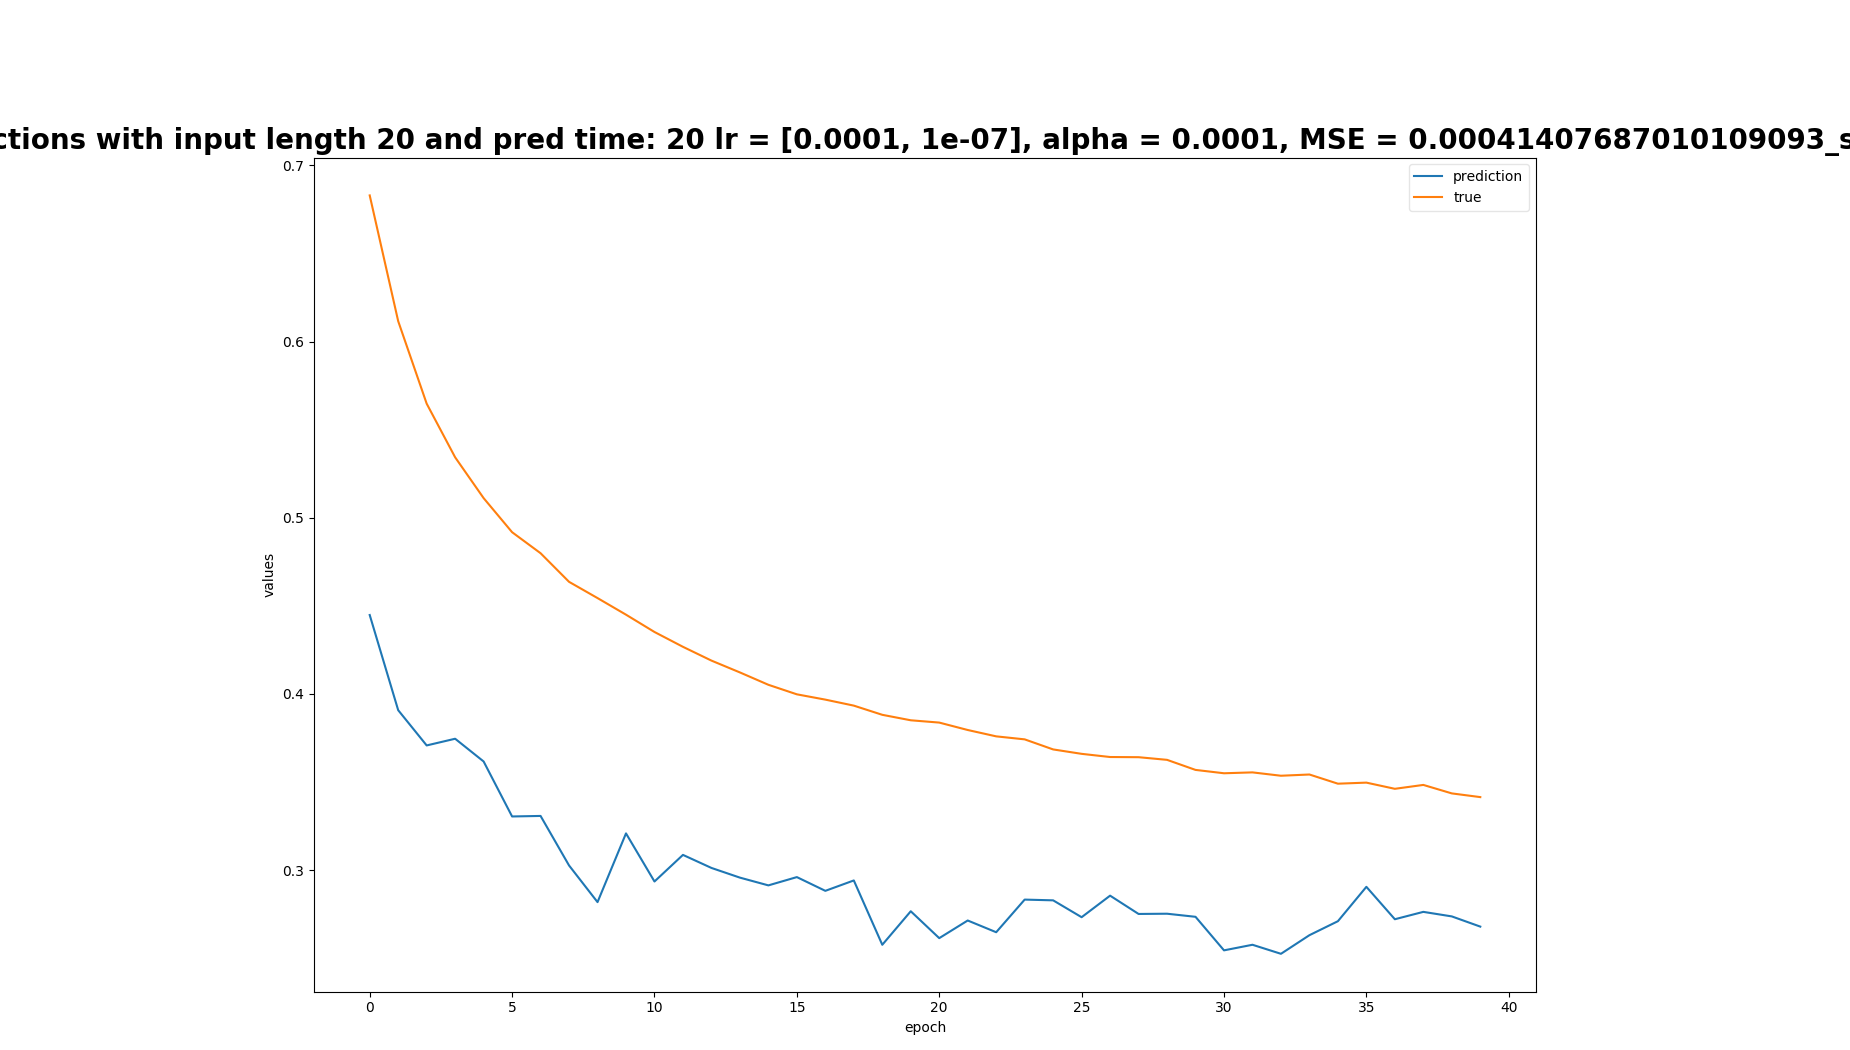 ctions with input length 20 and pred time: 20 lr = [0.0001, 1e-07], alpha = 0.0001, MSE = 0.00041407687010109093_s
prediction
true
0.7
0.6
0.5
0.4
0.3
values
0 5 10 15 20 25 30 35 40
epoch